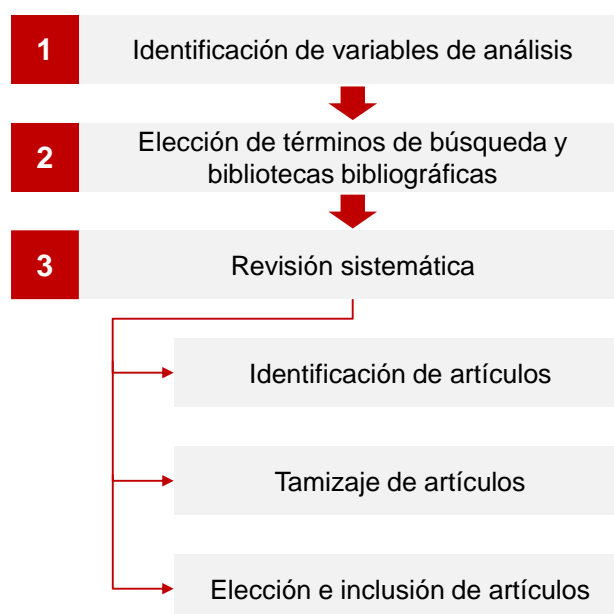 1 Identificación de variables de análisis
2 Elección de términos de búsqueda y
bibliotecas bibliográficas
3 Revisión sistemática
Identificación de artículos
Tamizaje de artículos
Elección e inclusión de artículos